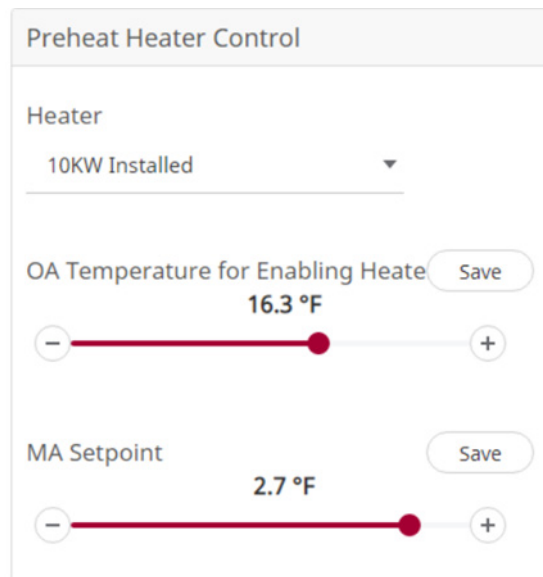 Preheat Heater Control
Heater
10KW Installed
OA Temperature for Enabling Heate
Save
16.3 °F
−
+
MA Setpoint
Save
2.7 °F
−
+